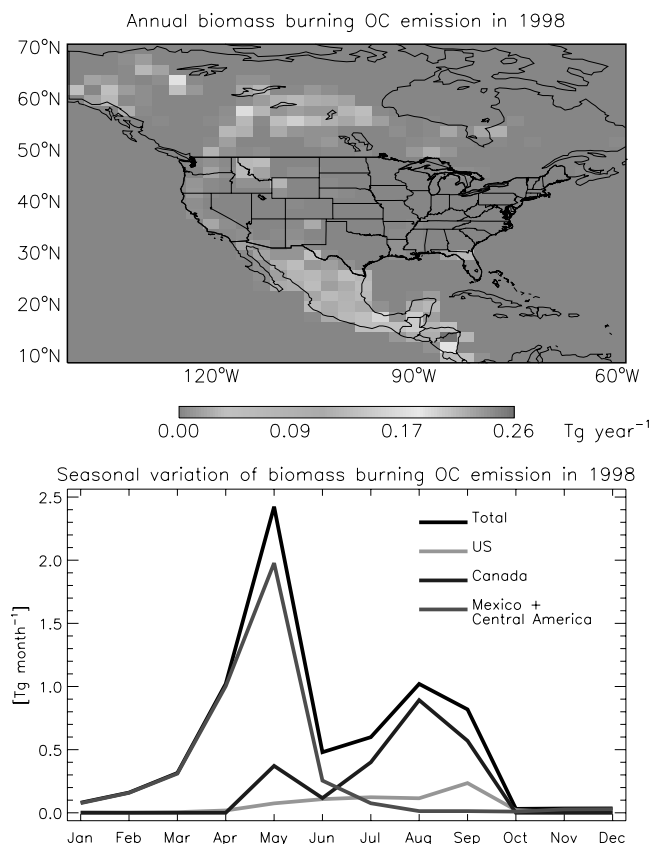 Annual biomass burning OC emission in 1998
70°N
60°N
50°N
40°N
30°N
20°N
10°N
120°W 90°W 60°W
0.00 0.09 0.17 0.26 Tg year⁻¹
Seasonal variation of biomass burning OC emission in 1998
2.5
2.0
1.5
1.0
0.5
0.0
[Tg month⁻¹]
Total
US
Canada
Mexico +
Central America
Jan Feb Mar Apr May Jun Jul Aug Sep Oct Nov Dec